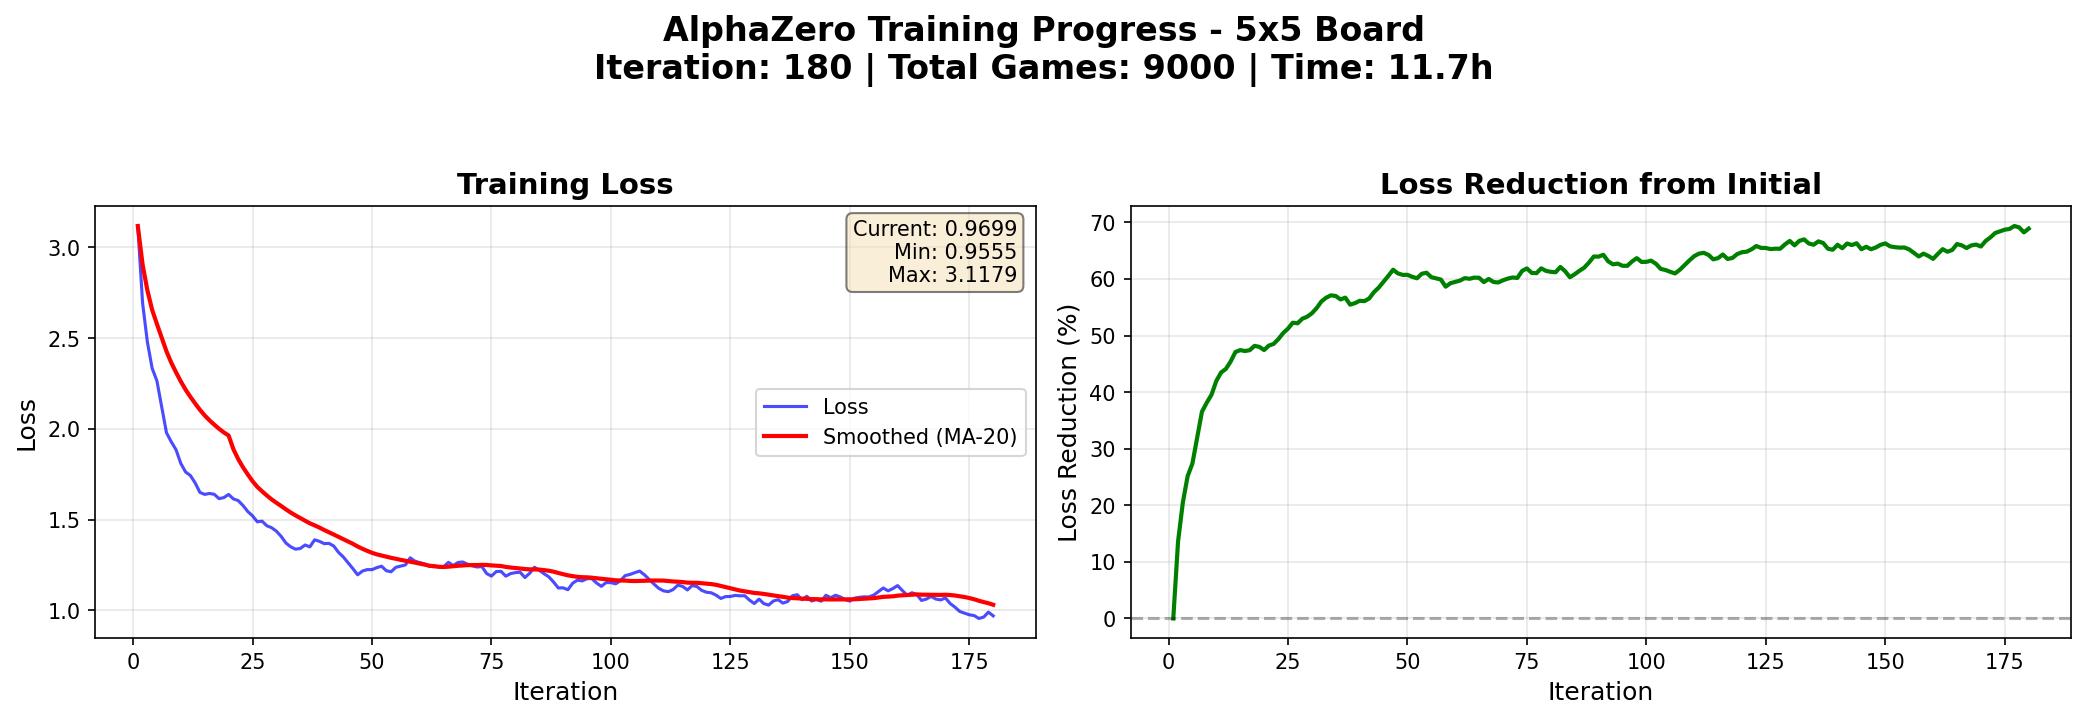 AlphaZero Training Progress - 5x5 Board
Iteration: 180 | Total Games: 9000 | Time: 11.7h
Training Loss
Current: 0.9699
Min: 0.9555
Max: 3.1179
Loss
Smoothed (MA-20)
Loss
3.0
2.5
2.0
1.5
1.0
0 25 50 75 100 125 150 175
Iteration
Loss Reduction from Initial
Loss Reduction (%)
70
60
50
40
30
20
10
0
0 25 50 75 100 125 150 175
Iteration